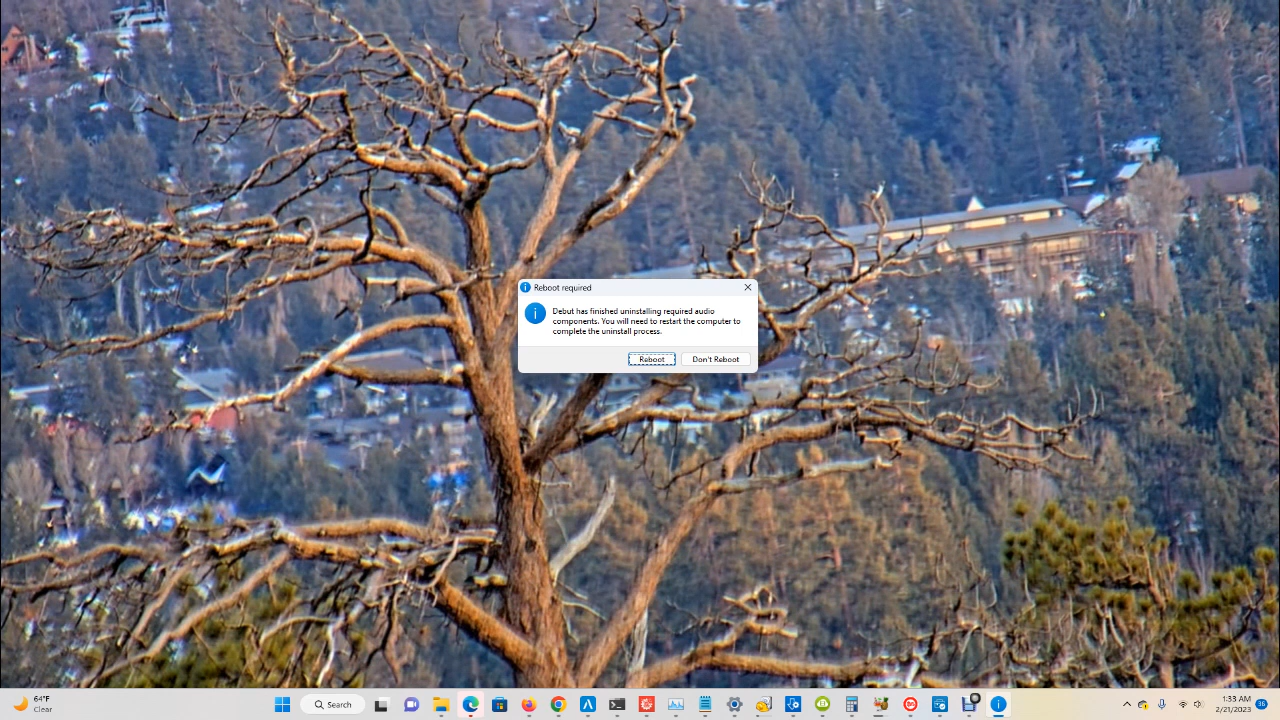 Reboot required
Debut has finished uninstalling required audio
components. You will need to restart the computer to
complete the uninstall process.
Reboot
Don't Reboot
64°F
Clear
Search
1:33 AM
2/21/2023